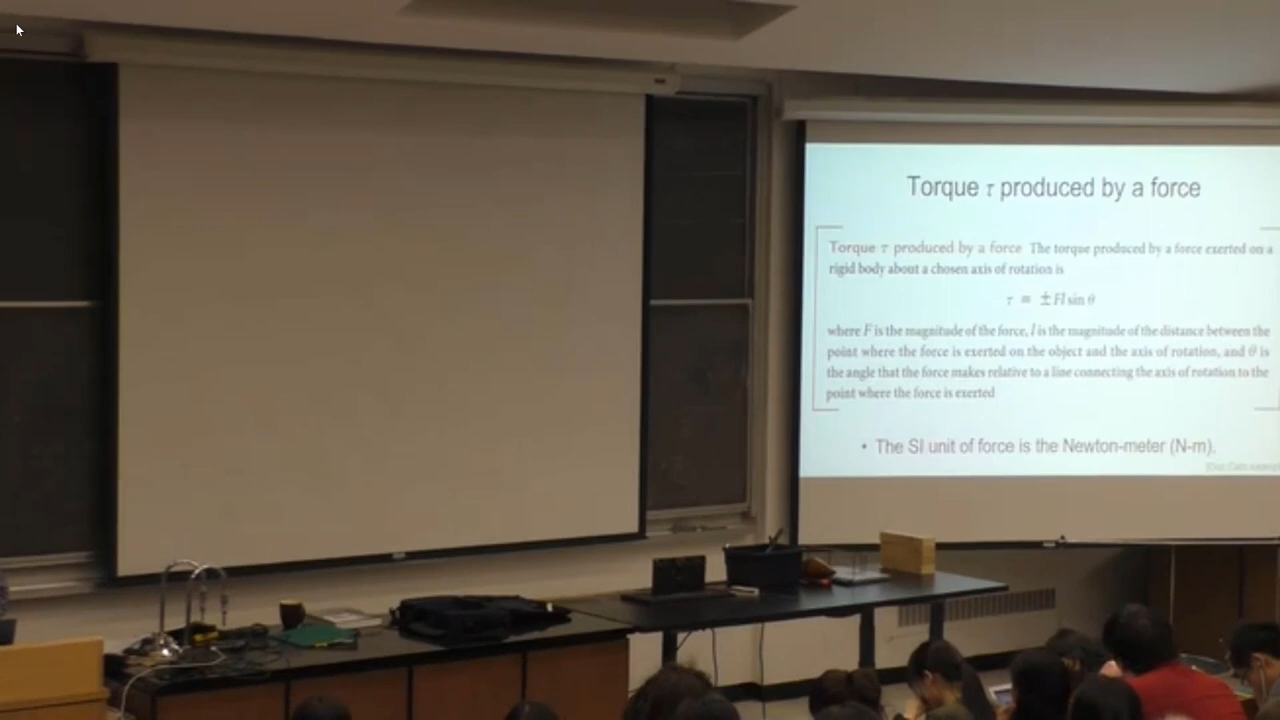 Torque τ produced by a force
Torque τ produced by a force The torque produced by a force exerted on a
rigid body about a chosen axis of rotation is
τ = ±Fl sin θ
where F is the magnitude of the force, l is the magnitude of the distance between the
point where the force is exerted on the object and the axis of rotation, and θ is
the angle that the force makes relative to a line connecting the axis of rotation to the
point where the force is exerted
• The SI unit of force is the Newton-meter (N-m).